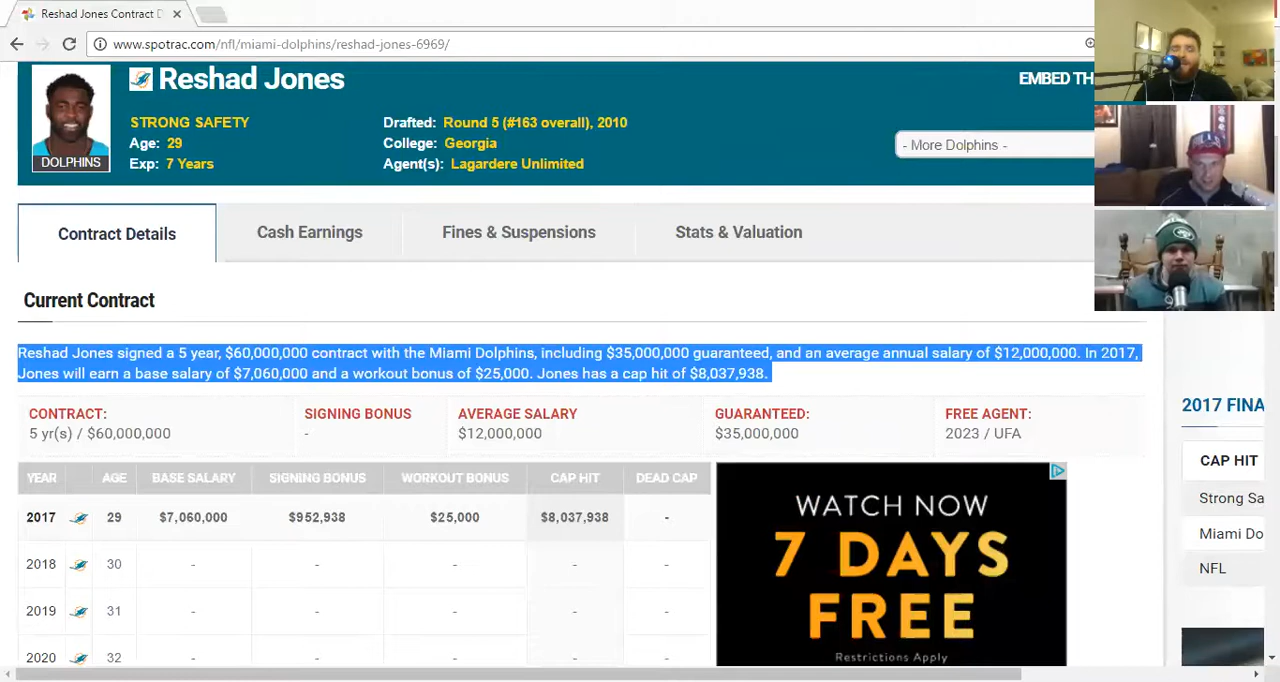 Reshad Jones Contract D
www.spotrac.com/nfl/miami-dolphins/reshad-jones-6969/
Reshad Jones
EMBED TH
STRONG SAFETY
Age: 29
Exp: 7 Years
DOLPHINS
Drafted: Round 5 (#163 overall), 2010
College: Georgia
Agent(s): Lagardere Unlimited
- More Dolphins -
Contract Details
Cash Earnings
Fines & Suspensions
Stats & Valuation
Current Contract
Reshad Jones signed a 5 year, $60,000,000 contract with the Miami Dolphins, including $35,000,000 guaranteed, and an average annual salary of $12,000,000. In 2017,
Jones will earn a base salary of $7,060,000 and a workout bonus of $25,000. Jones has a cap hit of $8,037,938.
CONTRACT: SIGNING BONUS AVERAGE SALARY GUARANTEED: FREE AGENT:
5 yr(s) / $60,000,000 - $12,000,000 $35,000,000 2023 / UFA
YEAR AGE BASE SALARY SIGNING BONUS WORKOUT BONUS CAP HIT DEAD CAP
2017 29 $7,060,000 $952,938 $25,000 $8,037,938 -
2018 30 - - - - -
2019 31 - - - - -
2020 32 - - - - -
WATCH NOW
7 DAYS
FREE
Restrictions Apply
2017 FINA
CAP HIT
Strong Sa
Miami Do
NFL